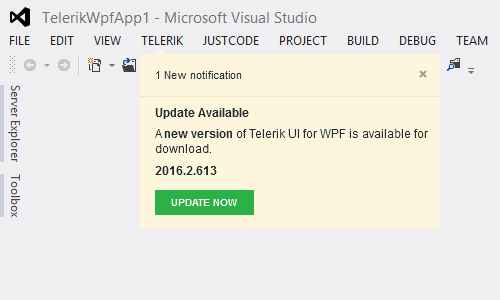 TelerikWpfApp1 - Microsoft Visual Studio
FILE EDIT VIEW TELERIK JUSTCODE PROJECT BUILD DEBUG TEAM
1 New notification
Update Available
A new version of Telerik UI for WPF is available for
download.
2016.2.613
UPDATE NOW
Server Explorer
Toolbox